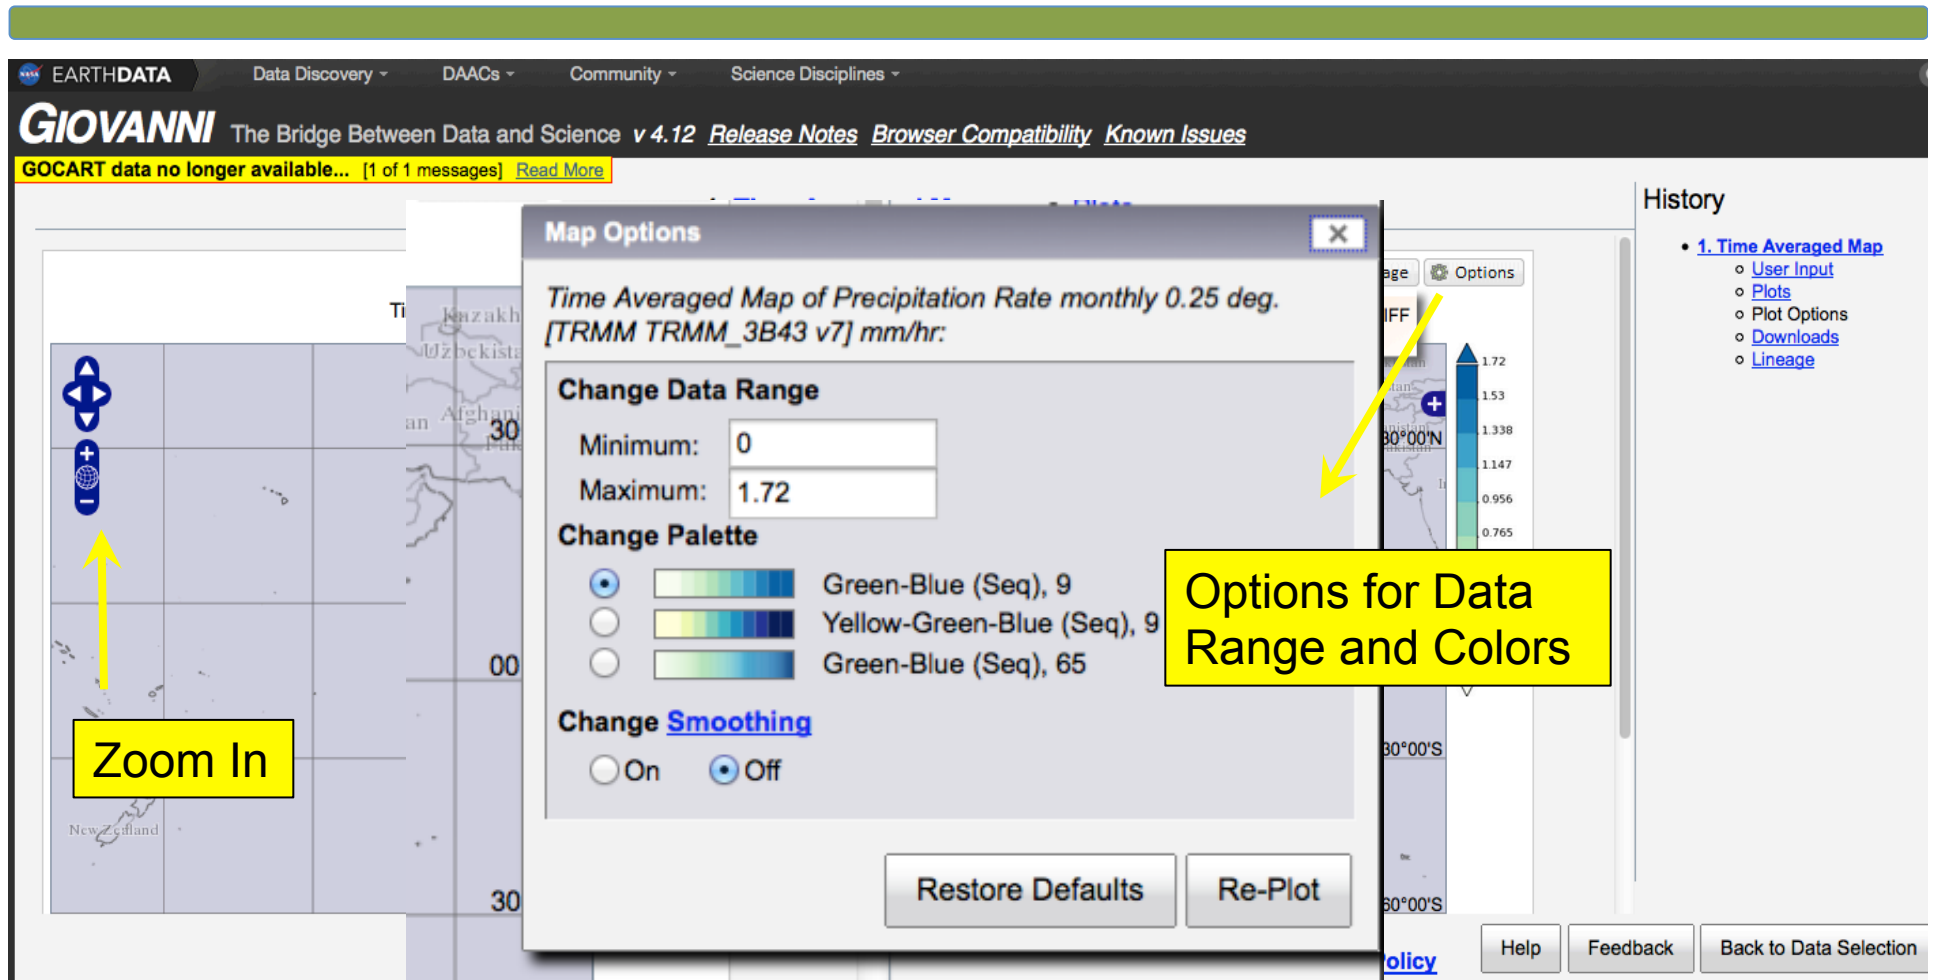 EARTHDATA
Data Discovery
DAACs
Community
Science Disciplines
GIOVANNI The Bridge Between Data and Science v 4.12 Release Notes Browser Compatibility Known Issues
GOCART data no longer available... [1 of 1 messages] Read More
Map Options
Time Averaged Map of Precipitation Rate monthly 0.25 deg.
[TRMM TRMM_3B43 v7] mm/hr:
Change Data Range
Minimum: 0
Maximum: 1.72
Change Palette
Green-Blue (Seq), 9
Yellow-Green-Blue (Seq), 9
Green-Blue (Seq), 65
Change Smoothing
On Off
Restore Defaults
Re-Plot
Zoom In
New Zealand
30
00
30
Options
1.72
1.53
1.338
1.147
0.956
0.765
30°00'N
30°00'S
60°00'S
Options for Data
Range and Colors
History
1. Time Averaged Map
User Input
Plots
Plot Options
Downloads
Lineage
Help
Feedback
Back to Data Selection